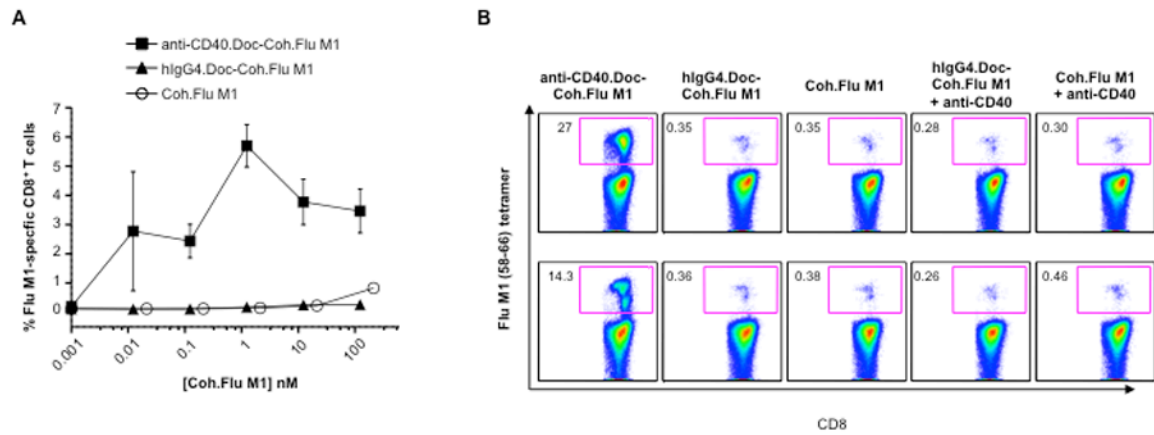 A
anti-CD40.Doc-Coh.Flu M1
hIgG4.Doc-Coh.Flu M1
Coh.Flu M1
% Flu M1-specfic CD8+ T cells
7
6
5
4
3
2
1
0
0.001
0.01
0.1
1
10
100
[Coh.Flu M1] nM
B
anti-CD40.Doc-
Coh.Flu M1
hIgG4.Doc-
Coh.Flu M1
Coh.Flu M1
hIgG4.Doc-
Coh.Flu M1
+ anti-CD40
Coh.Flu M1
+ anti-CD40
Flu M1 (58-66) tetramer
27
0.35
0.35
0.28
0.30
14.3
0.36
0.38
0.26
0.46
CD8